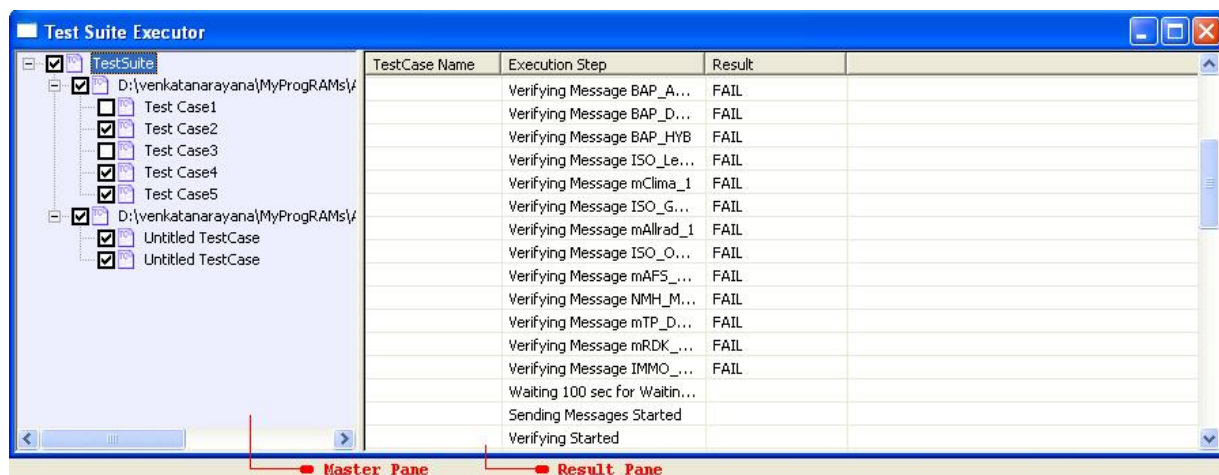 Test Suite Executor
TestSuite
D:\venkatanarayana\MyProgRAMs\
Test Case1
Test Case2
Test Case3
Test Case4
Test Case5
D:\venkatanarayana\MyProgRAMs\
Untitled TestCase
Untitled TestCase
TestCase Name Execution Step Result
Verifying Message BAP_A... FAIL
Verifying Message BAP_D... FAIL
Verifying Message BAP_HYB FAIL
Verifying Message ISO_Le... FAIL
Verifying Message mClima_1 FAIL
Verifying Message ISO_G... FAIL
Verifying Message mAllrad_1 FAIL
Verifying Message ISO_O... FAIL
Verifying Message mAFS_... FAIL
Verifying Message NMH_M... FAIL
Verifying Message mTP_D... FAIL
Verifying Message mRDK_... FAIL
Verifying Message IMMO_... FAIL
Waiting 100 sec for Waitin...
Sending Messages Started
Verifying Started
Master Pane Result Pane